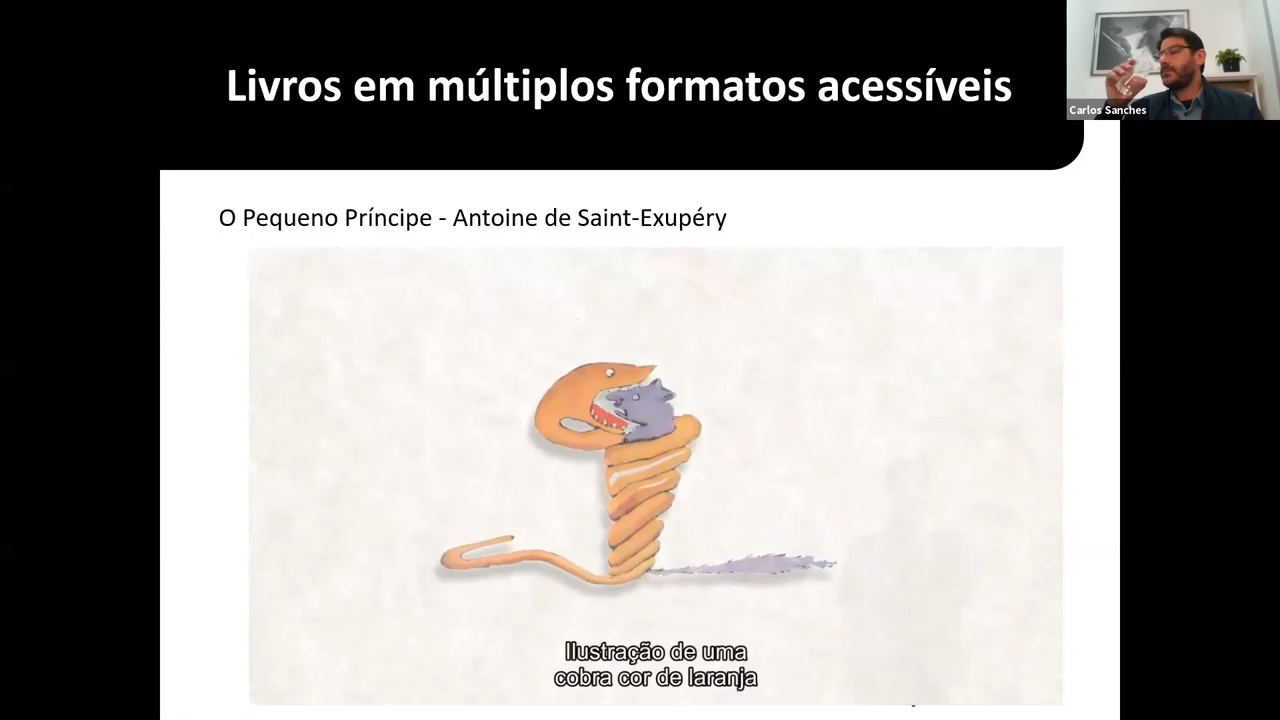 Livros em múltiplos formatos acessíveis
Carlos Sanches
O Pequeno Príncipe - Antoine de Saint-Exupéry
Ilustração de uma
cobra cor de laranja